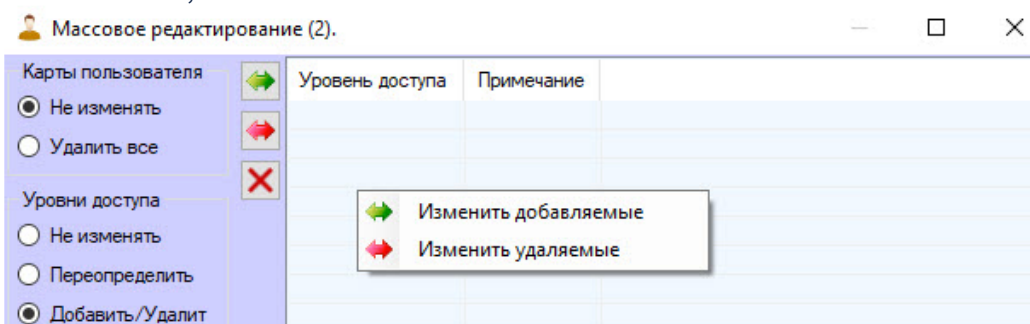 Массовое редактирование (2).
Карты пользователя
Не изменять
Удалить все
Уровни доступа
Не изменять
Переопределить
Добавить/Удалит
Уровень доступа Примечание
Изменить добавляемые
Изменить удаляемые